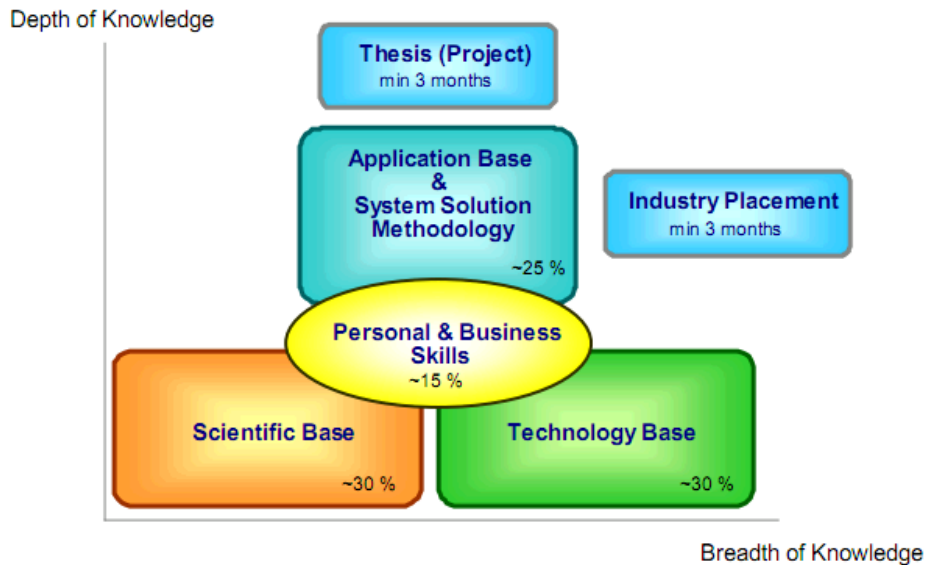 Depth of Knowledge
Thesis (Project)
min 3 months
Application Base
&
System Solution
Methodology
~25 %
Industry Placement
min 3 months
Personal & Business
Skills
~15 %
Scientific Base
~30 %
Technology Base
~30 %
Breadth of Knowledge